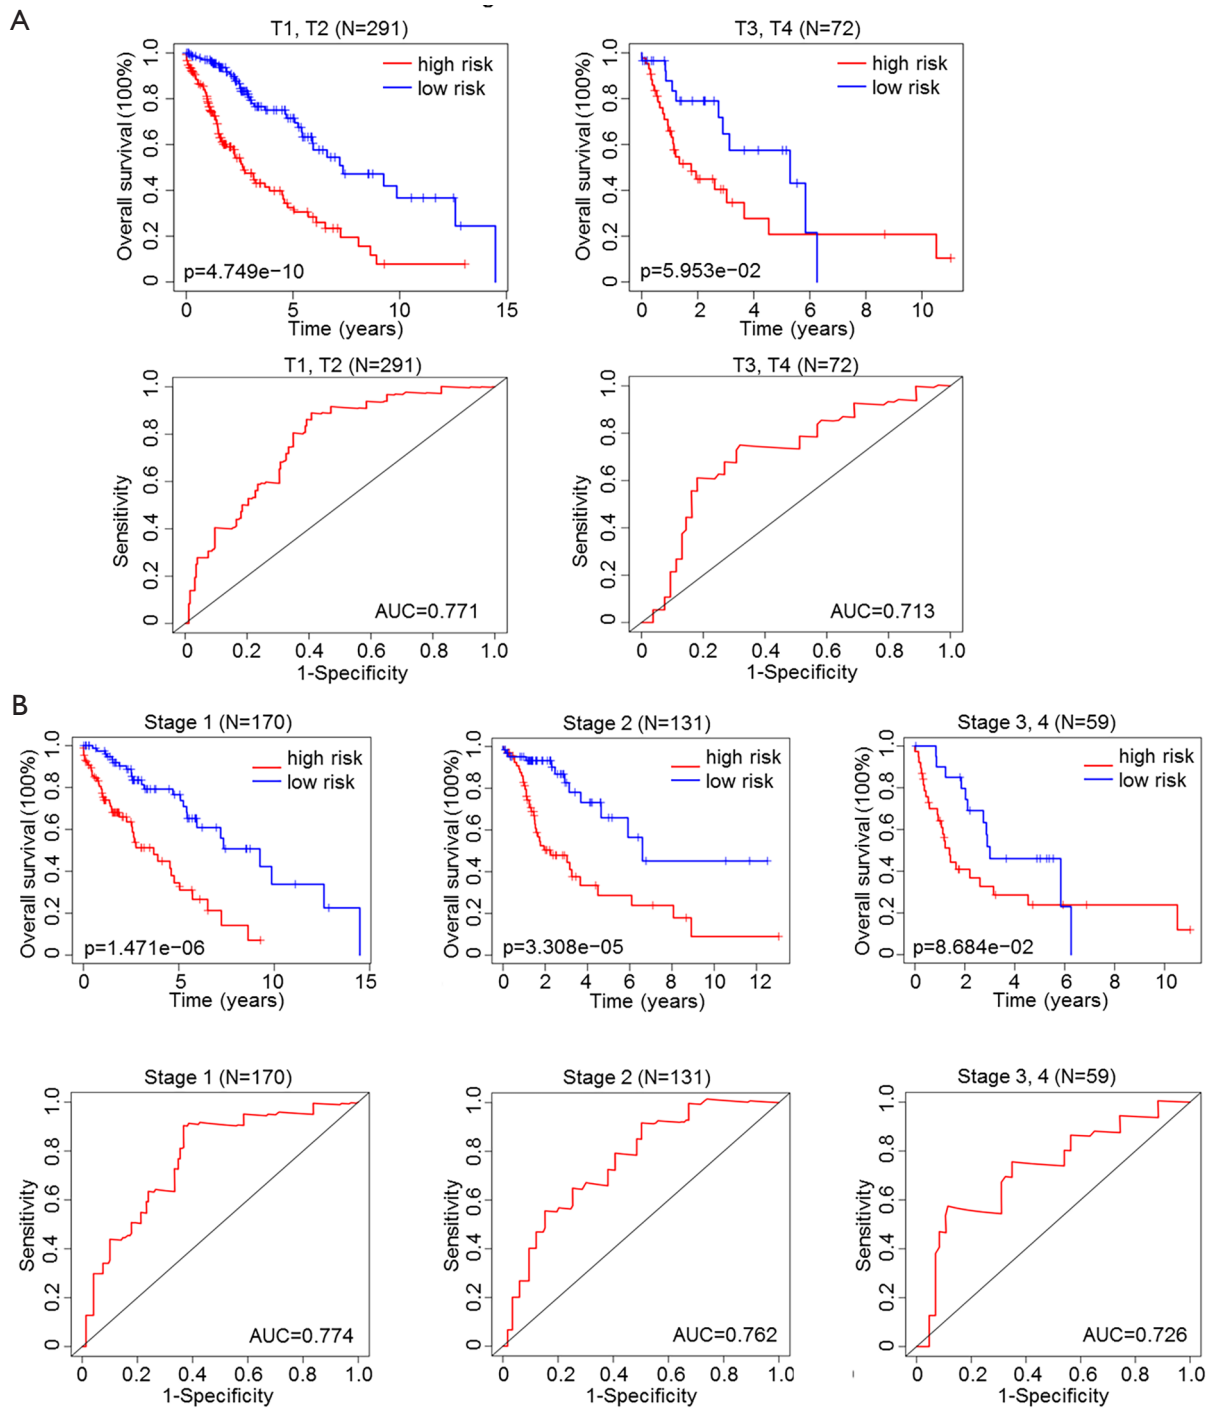 A
T1, T2 (N=291)
Overall survival (100%)
1.0
0.8
0.6
0.4
0.2
0
high risk
low risk
p=4.749e−10
0 5 10 15
Time (years)
T3, T4 (N=72)
Overall survival (100%)
1.0
0.8
0.6
0.4
0.2
0
high risk
low risk
p=5.953e−02
0 2 4 6 8 10
Time (years)
T1, T2 (N=291)
Sensitivity
1.0
0.8
0.6
0.4
0.2
0
AUC=0.771
0 0.2 0.4 0.6 0.8 1.0
1-Specificity
T3, T4 (N=72)
Sensitivity
1.0
0.8
0.6
0.4
0.2
0
AUC=0.713
0 0.2 0.4 0.6 0.8 1.0
1-Specificity
B
Stage 1 (N=170)
Overall survival (100%)
1.0
0.8
0.6
0.4
0.2
0
high risk
low risk
p=1.471e−06
0 5 10 15
Time (years)
Stage 2 (N=131)
Overall survival (100%)
1.0
0.8
0.6
0.4
0.2
0
high risk
low risk
p=3.308e−05
0 2 4 6 8 10 12
Time (years)
Stage 3, 4 (N=59)
Overall survival (100%)
1.0
0.8
0.6
0.4
0.2
0
high risk
low risk
p=8.684e−02
0 2 4 6 8 10
Time (years)
Stage 1 (N=170)
Sensitivity
1.0
0.8
0.6
0.4
0.2
0
AUC=0.774
0 0.2 0.4 0.6 0.8 1.0
1-Specificity
Stage 2 (N=131)
Sensitivity
1.0
0.8
0.6
0.4
0.2
0
AUC=0.762
0 0.2 0.4 0.6 0.8 1.0
1-Specificity
Stage 3, 4 (N=59)
Sensitivity
1.0
0.8
0.6
0.4
0.2
0
AUC=0.726
0 0.2 0.4 0.6 0.8 1.0
1-Specificity